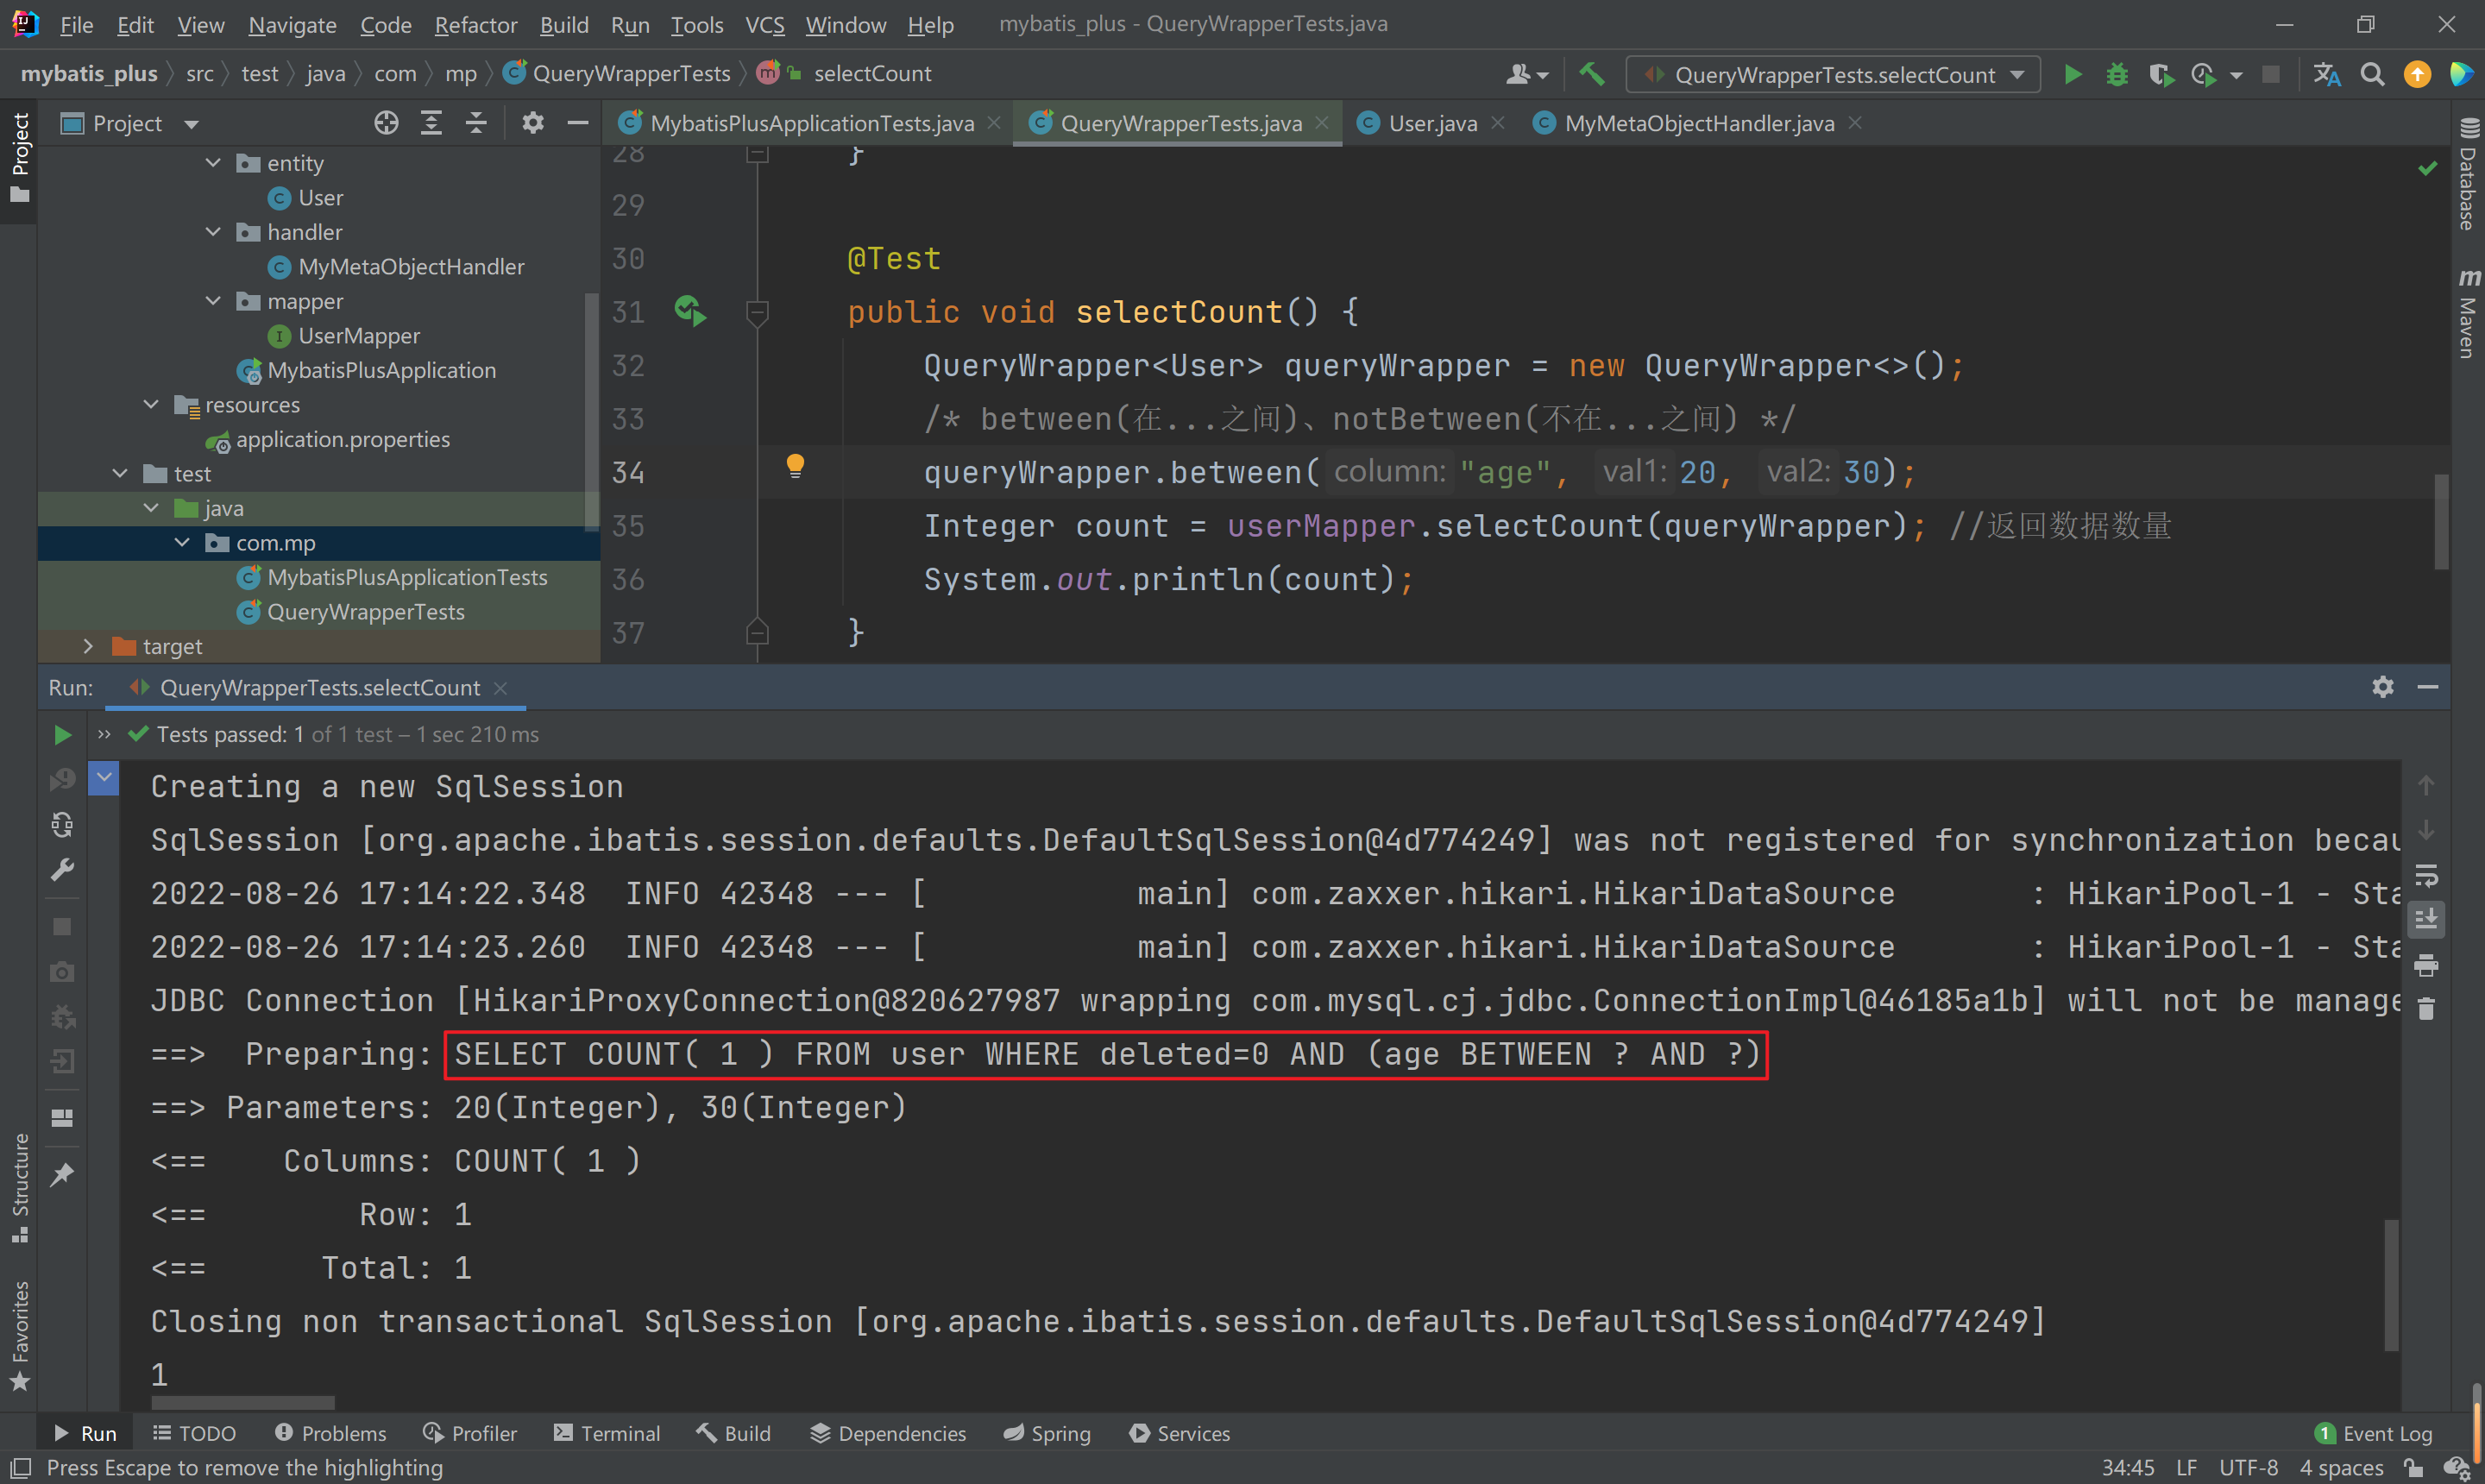 File Edit View Navigate Code Refactor Build Run Tools VCS Window Help mybatis_plus - QueryWrapperTests.java
mybatis_plus src test java com mp QueryWrapperTests selectCount QueryWrapperTests.selectCount
Project
Project
MybatisPlusApplicationTests.java QueryWrapperTests.java User.java MyMetaObjectHandler.java
Database
Maven
entity
User
handler
MyMetaObjectHandler
mapper
UserMapper
MybatisPlusApplication
resources
application.properties
test
java
com.mp
MybatisPlusApplicationTests
QueryWrapperTests
target
28 }
29
30 @Test
31 public void selectCount() {
32 QueryWrapper<User> queryWrapper = new QueryWrapper<>();
33 /* between(在...之间)、notBetween(不在...之间) */
34 queryWrapper.between( column: "age", val1: 20, val2: 30);
35 Integer count = userMapper.selectCount(queryWrapper); //返回数据数量
36 System.out.println(count);
37 }
Run: QueryWrapperTests.selectCount
Tests passed: 1 of 1 test – 1 sec 210 ms
Creating a new SqlSession
SqlSession [org.apache.ibatis.session.defaults.DefaultSqlSession@4d774249] was not registered for synchronization becau
2022-08-26 17:14:22.348  INFO 42348 --- [           main] com.zaxxer.hikari.HikariDataSource       : HikariPool-1 - Sta
2022-08-26 17:14:23.260  INFO 42348 --- [           main] com.zaxxer.hikari.HikariDataSource       : HikariPool-1 - Sta
JDBC Connection [HikariProxyConnection@820627987 wrapping com.mysql.cj.jdbc.ConnectionImpl@46185a1b] will not be manage
==>  Preparing: SELECT COUNT( 1 ) FROM user WHERE deleted=0 AND (age BETWEEN ? AND ?)
==> Parameters: 20(Integer), 30(Integer)
<==    Columns: COUNT( 1 )
<==        Row: 1
<==      Total: 1
Closing non transactional SqlSession [org.apache.ibatis.session.defaults.DefaultSqlSession@4d774249]
1
Structure
Favorites
Run TODO Problems Profiler Terminal Build Dependencies Spring Services 1 Event Log
Press Escape to remove the highlighting 34:45 LF UTF-8 4 spaces